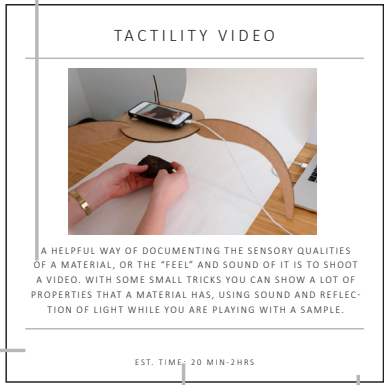 TACTILITY VIDEO
A HELPFUL WAY OF DOCUMENTING THE SENSORY QUALITIES
OF A MATERIAL, OR THE “FEEL” AND SOUND OF IT IS TO SHOOT
A VIDEO. WITH SOME SMALL TRICKS YOU CAN SHOW A LOT OF
PROPERTIES THAT A MATERIAL HAS, USING SOUND AND REFLEC-
TION OF LIGHT WHILE YOU ARE PLAYING WITH A SAMPLE.
EST. TIME: 20 MIN-2HRS